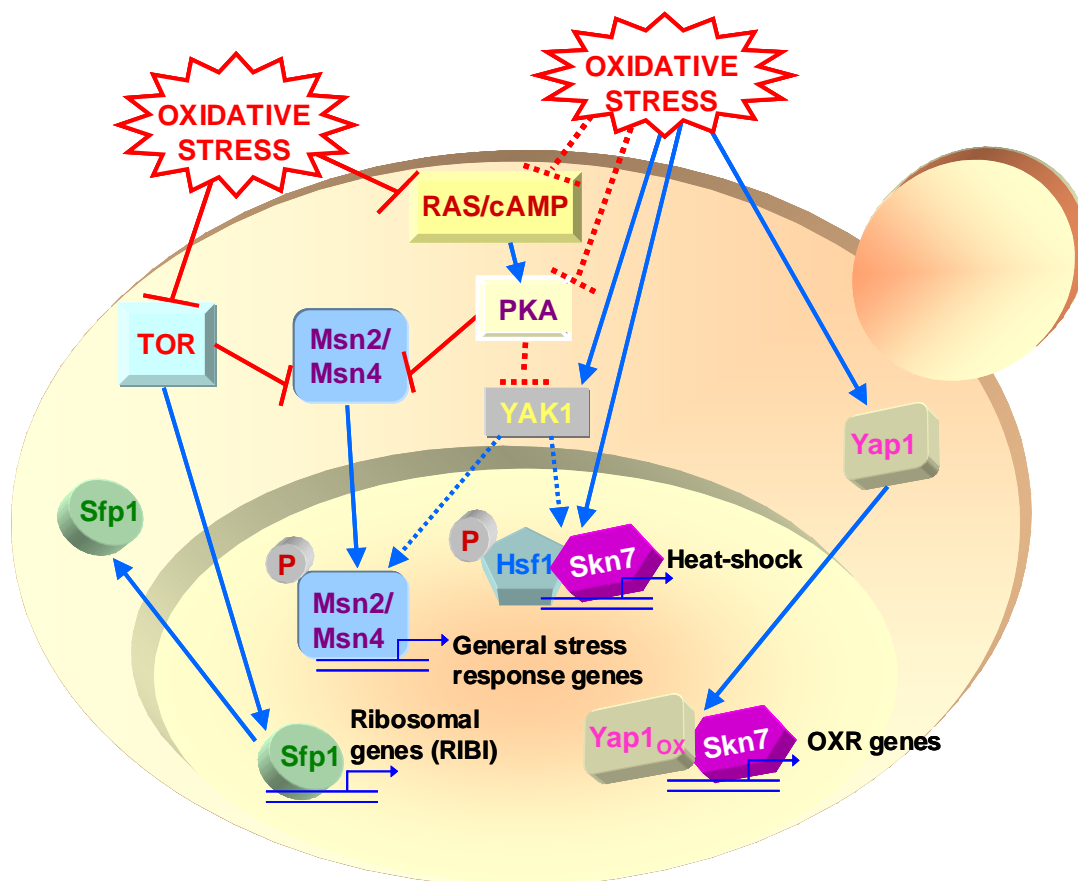 OXIDATIVE
STRESS
OXIDATIVE
STRESS
RAS/cAMP
PKA
TOR
Msn2/
Msn4
YAK1
Yap1
Sfp1
P
Msn2/
Msn4
General stress
response genes
P
Hsf1
Skn7
Heat-shock
Sfp1
Ribosomal
genes (RIBI)
Yap1OX
Skn7
OXR genes